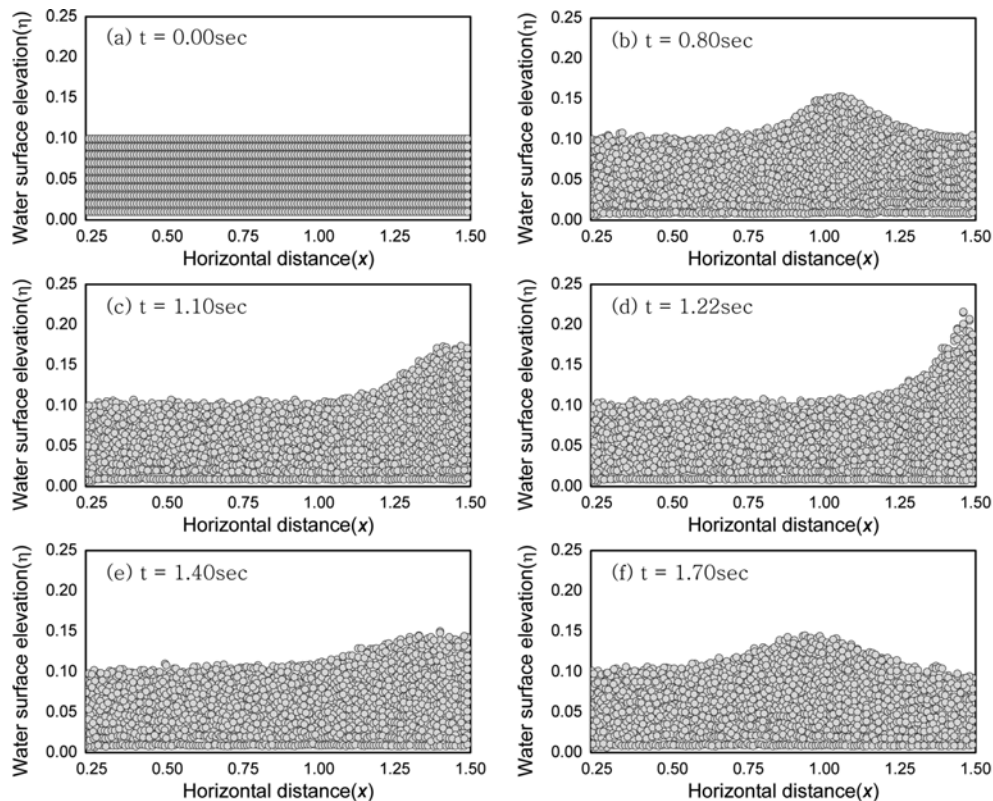 (a) t = 0.00sec
Water surface elevation(η)
0.25
0.20
0.15
0.10
0.05
0.00
0.25 0.50 0.75 1.00 1.25 1.50
Horizontal distance(x)
(b) t = 0.80sec
Water surface elevation(η)
0.25
0.20
0.15
0.10
0.05
0.00
0.25 0.50 0.75 1.00 1.25 1.50
Horizontal distance(x)
(c) t = 1.10sec
Water surface elevation(η)
0.25
0.20
0.15
0.10
0.05
0.00
0.25 0.50 0.75 1.00 1.25 1.50
Horizontal distance(x)
(d) t = 1.22sec
Water surface elevation(η)
0.25
0.20
0.15
0.10
0.05
0.00
0.25 0.50 0.75 1.00 1.25 1.50
Horizontal distance(x)
(e) t = 1.40sec
Water surface elevation(η)
0.25
0.20
0.15
0.10
0.05
0.00
0.25 0.50 0.75 1.00 1.25 1.50
Horizontal distance(x)
(f) t = 1.70sec
Water surface elevation(η)
0.25
0.20
0.15
0.10
0.05
0.00
0.25 0.50 0.75 1.00 1.25 1.50
Horizontal distance(x)